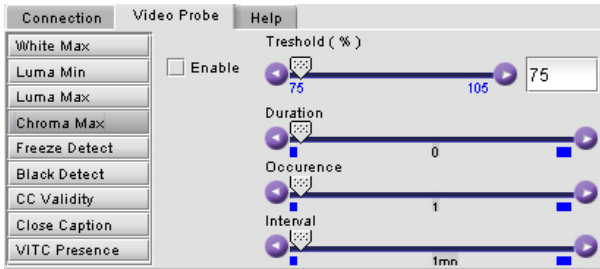 Connection Video Probe Help
White Max
Luma Min
Luma Max
Chroma Max
Freeze Detect
Black Detect
CC Validity
Close Caption
VITC Presence
Enable
Treshold ( % )
75 105 75
Duration
0
Occurence
1
Interval
1mn